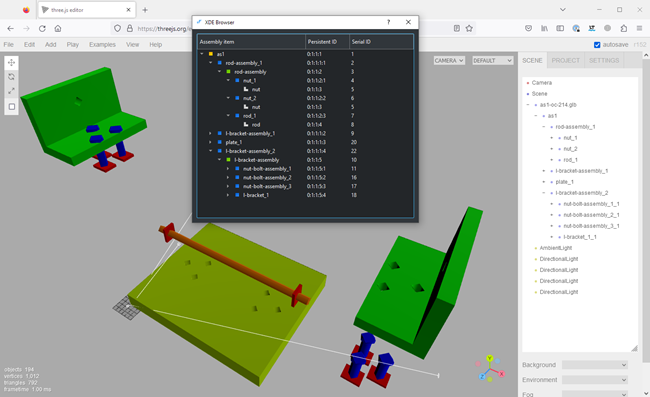 three.js editor
https://threejs.org/e
XDE Browser
File Edit Add Play Examples View Help
autosave r152
Assembly item Persistent ID Serial ID
as1 0:1:1:1 1
rod-assembly_1 0:1:1:1:1 2
rod-assembly 0:1:1:2 3
nut_1 0:1:1:2:1 4
nut 0:1:1:3 5
nut_2 0:1:1:2:2 6
nut 0:1:1:3 5
rod_1 0:1:1:2:3 7
rod 0:1:1:4 8
l-bracket-assembly_1 0:1:1:1:2 9
plate_1 0:1:1:1:3 20
l-bracket-assembly_2 0:1:1:1:4 22
l-bracket-assembly 0:1:1:5 10
nut-bolt-assembly_1 0:1:1:5:1 11
nut-bolt-assembly_2 0:1:1:5:2 16
nut-bolt-assembly_3 0:1:1:5:3 17
l-bracket_1 0:1:1:5:4 18
CAMERA DEFAULT
SCENE PROJECT SETTINGS
Camera
Scene
as1-oc-214.glb
as1
rod-assembly_1
nut_1
nut_2
rod_1
l-bracket-assembly_1
plate_1
l-bracket-assembly_2
nut-bolt-assembly_1_1
nut-bolt-assembly_2_1
nut-bolt-assembly_3_1
l-bracket_1_1
AmbientLight
DirectionalLight
DirectionalLight
DirectionalLight
DirectionalLight
Background
Environment
Fog
objects 194
vertices 1,012
triangles 792
frametime 1.00 ms
Y
X
Z